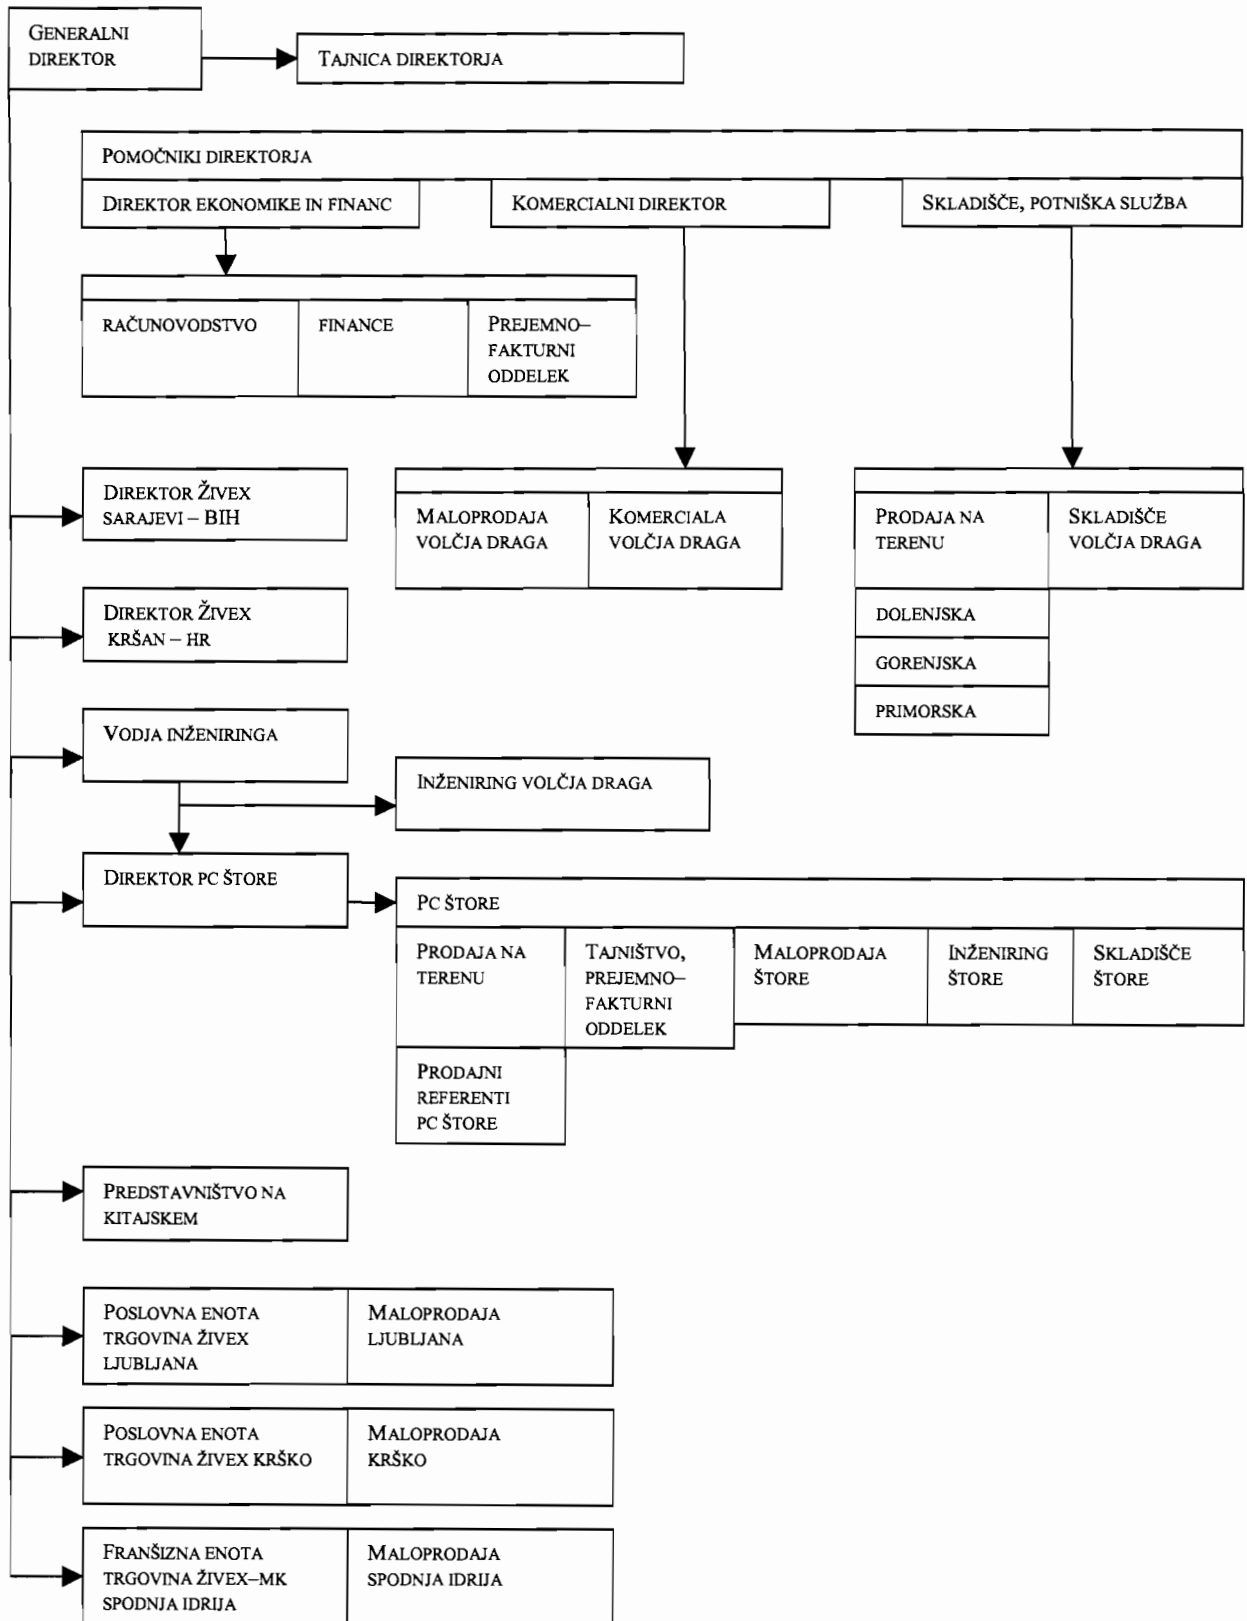 GENERALNI
DIREKTOR
TAJNICA DIREKTORJA
POMOČNIKI DIREKTORJA
DIREKTOR EKONOMIKE IN FINANC
KOMERCIALNI DIREKTOR
SKLADIŠČE, POTNIŠKA SLUŽBA
RAČUNOVODSTVO
FINANCE
PREJEMNO–
FAKTURNI
ODDELEK
DIREKTOR ŽIVEX
SARAJEVI – BIH
MALOPRODAJA
VOLČJA DRAGA
KOMERCIALA
VOLČJA DRAGA
PRODAJA NA
TERENU
SKLADIŠČE
VOLČJA DRAGA
DOLENJSKA
GORENJSKA
PRIMORSKA
DIREKTOR ŽIVEX
KRŠAN – HR
VODJA INŽENIRINGA
INŽENIRING VOLČJA DRAGA
DIREKTOR PC ŠTORE
PC ŠTORE
PRODAJA NA
TERENU
TAJNIŠTVO,
PREJEMNO–
FAKTURNI
ODDELEK
MALOPRODAJA
ŠTORE
INŽENIRING
ŠTORE
SKLADIŠČE
ŠTORE
PRODAJNI
REFERENTI
PC ŠTORE
PREDSTAVNIŠTVO NA
KITAJSKEM
POSLOVNA ENOTA
TRGOVINA ŽIVEX
LJUBLJANA
MALOPRODAJA
LJUBLJANA
POSLOVNA ENOTA
TRGOVINA ŽIVEX KRŠKO
MALOPRODAJA
KRŠKO
FRANŠIZNA ENOTA
TRGOVINA ŽIVEX–MK
SPODNJA IDRIJA
MALOPRODAJA
SPODNJA IDRIJA